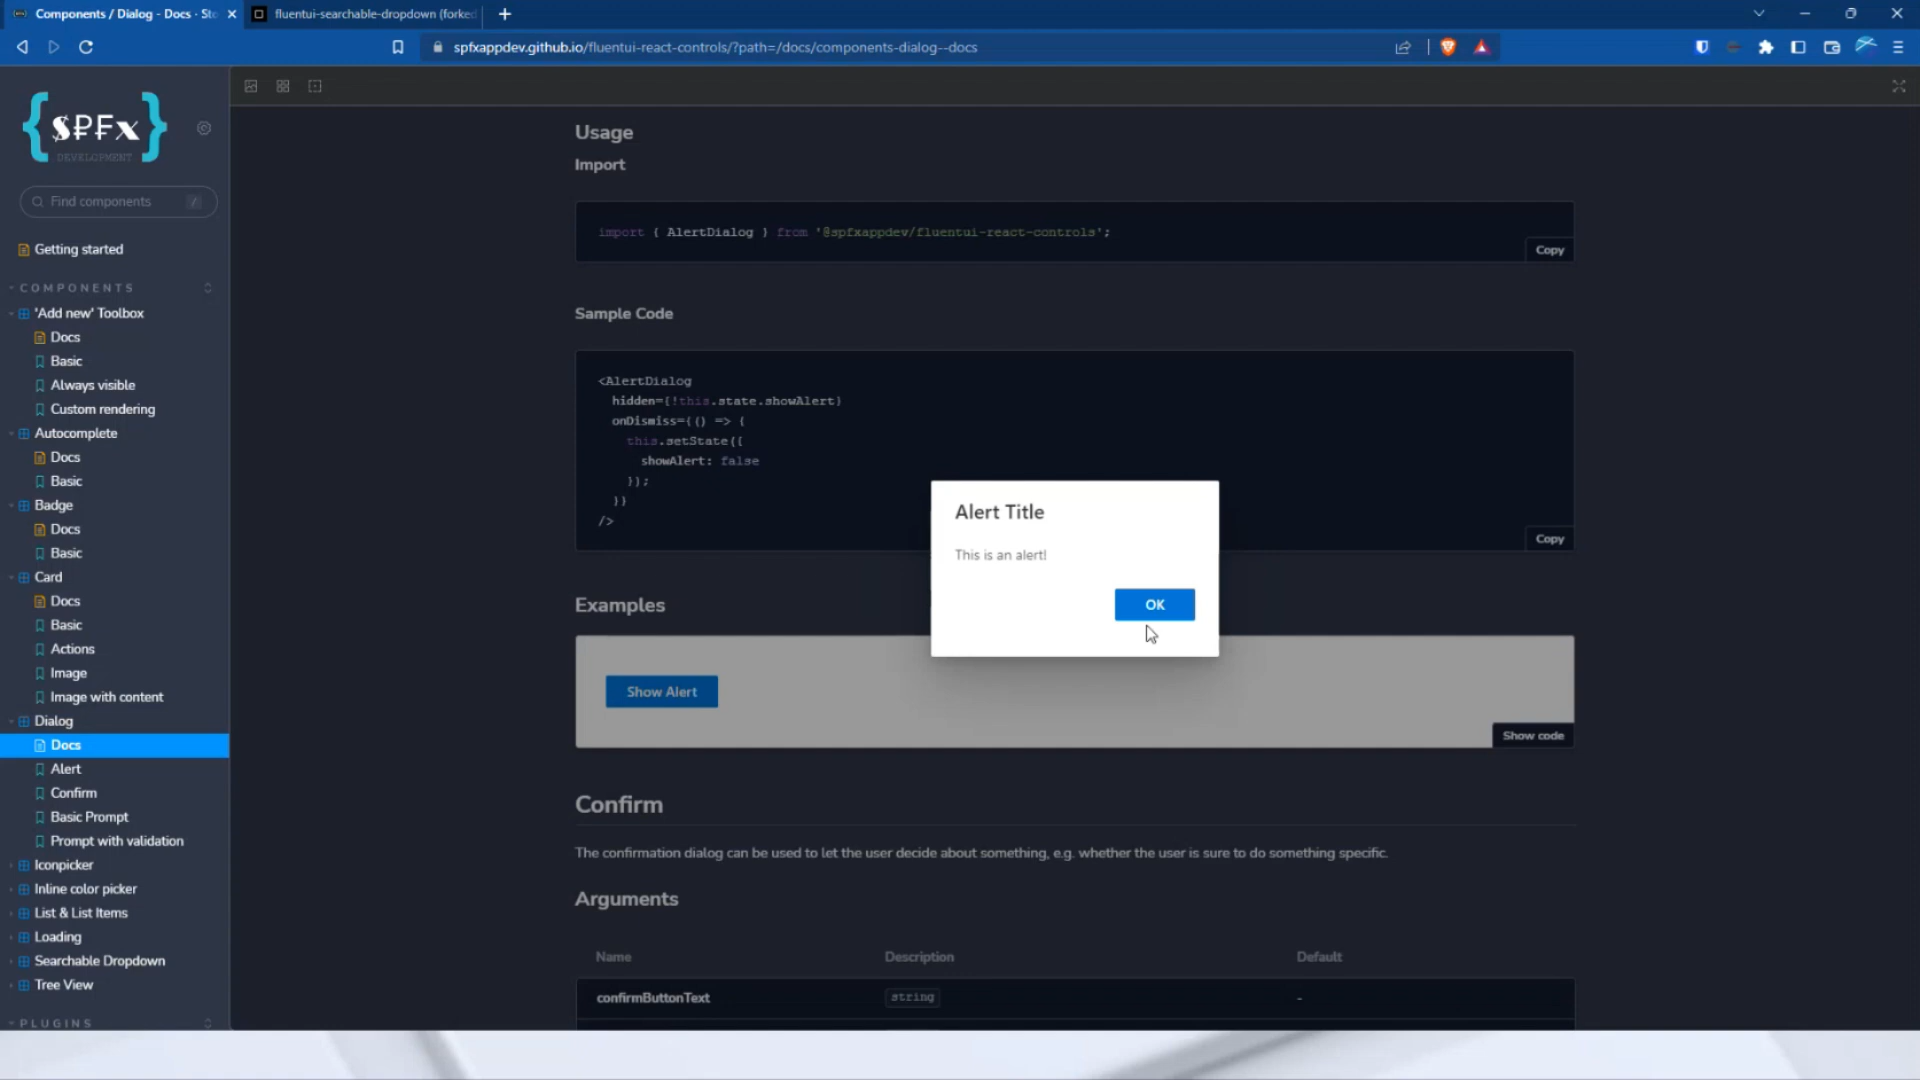 Components / Dialog - Docs · Sto
fluentui-searchable-dropdown (forked
spfxappdev.github.io/fluentui-react-controls/?path=/docs/components-dialog--docs
{$PFx}
DEVELOPMENT
Find components /
Getting started
COMPONENTS
'Add new' Toolbox
Docs
Basic
Always visible
Custom rendering
Autocomplete
Docs
Basic
Badge
Docs
Basic
Card
Docs
Basic
Actions
Image
Image with content
Dialog
Docs
Alert
Confirm
Basic Prompt
Prompt with validation
Iconpicker
Inline color picker
List & List Items
Loading
Searchable Dropdown
Tree View
PLUGINS
Usage
Import
import { AlertDialog } from '@spfxappdev/fluentui-react-controls';
Copy
Sample Code
<AlertDialog
hidden={!this.state.showAlert}
onDismiss={() => {
this.setState({
showAlert: false
});
}}
/>
Copy
Alert Title
This is an alert!
OK
Examples
Show Alert
Show code
Confirm
The confirmation dialog can be used to let the user decide about something, e.g. whether the user is sure to do something specific.
Arguments
Name Description Default
confirmButtonText string -